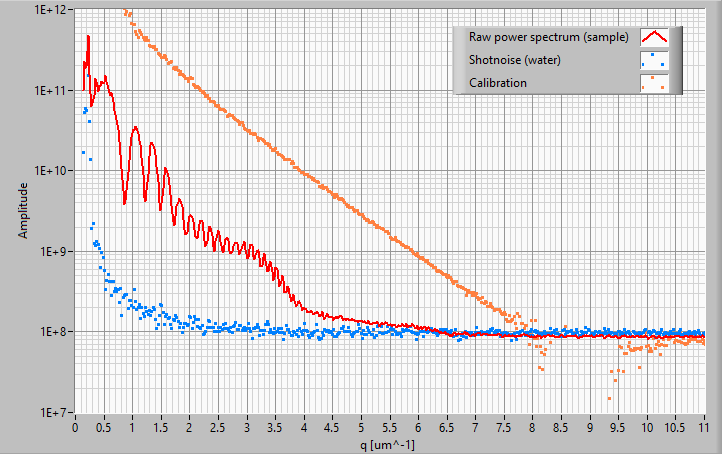 1E+12
1E+11
1E+10
1E+9
1E+8
1E+7
Amplitude
Raw power spectrum (sample)
Shotnoise (water)
Calibration
0 0.5 1 1.5 2 2.5 3 3.5 4 4.5 5 5.5 6 6.5 7 7.5 8 8.5 9 9.5 10 10.5 11
q [um^-1]